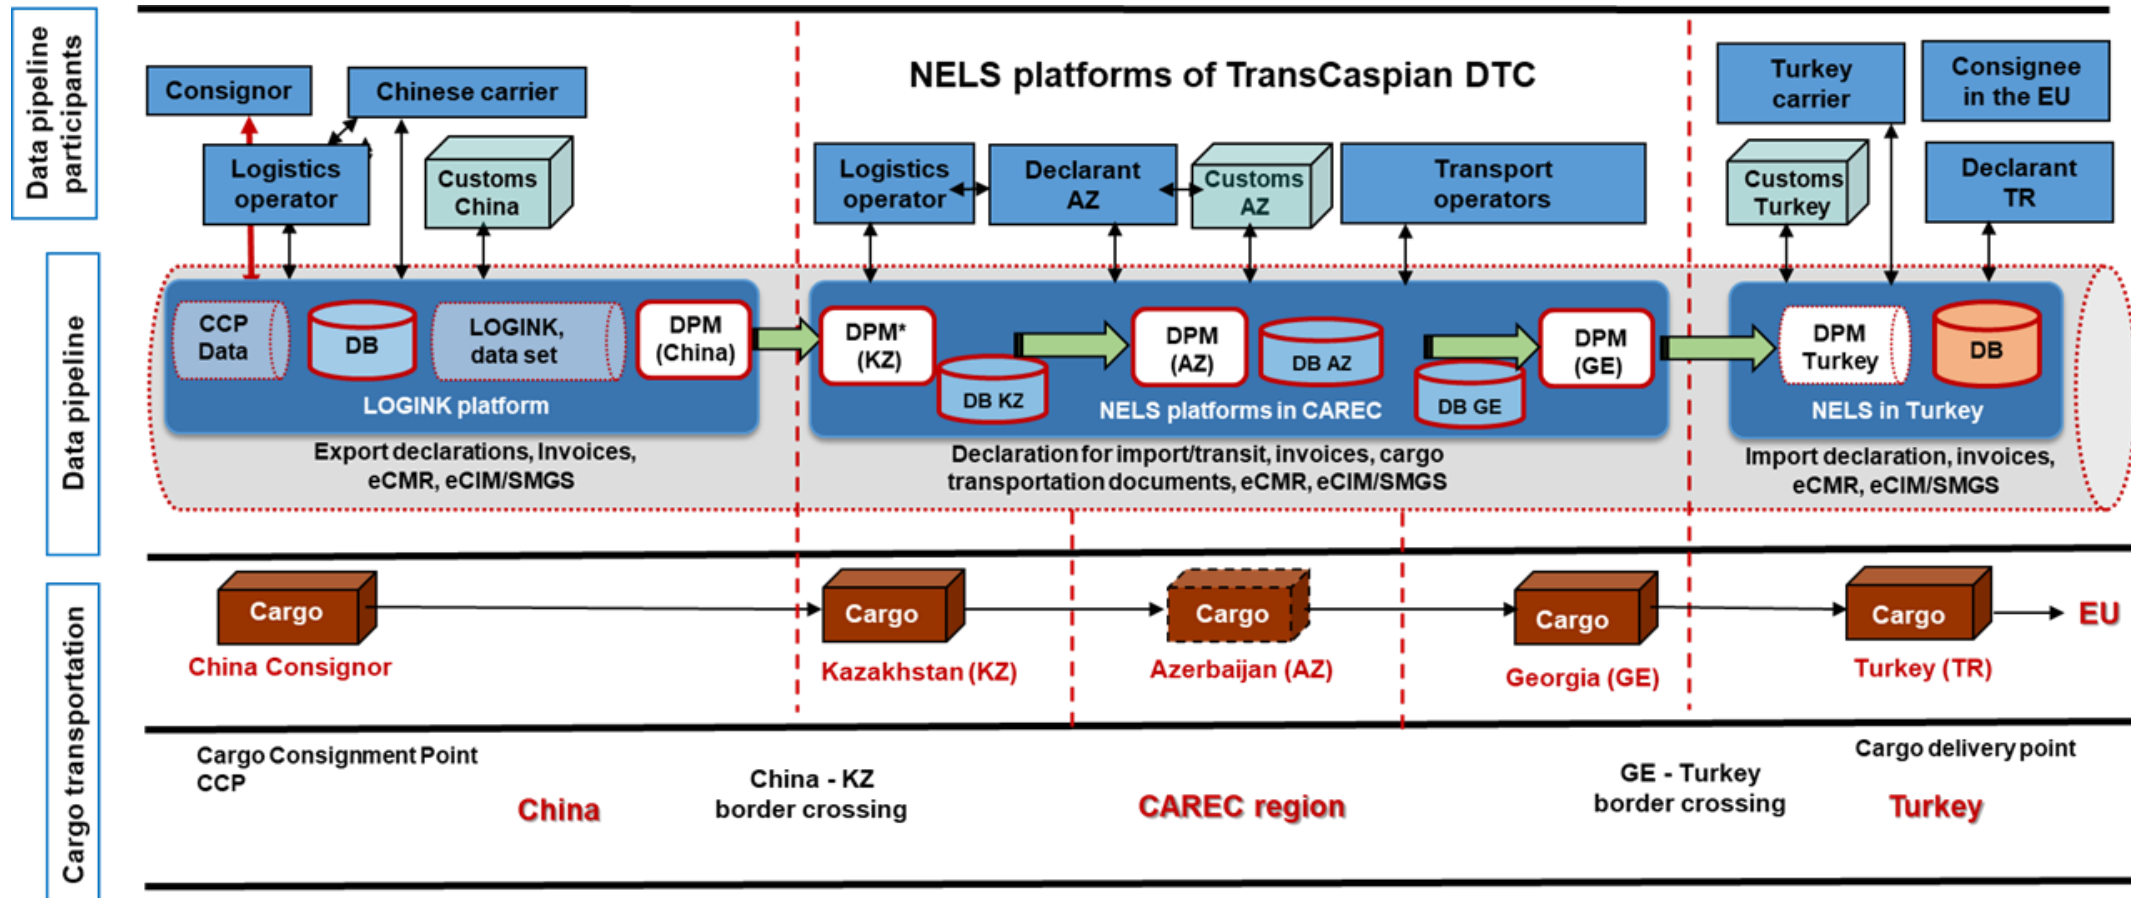 Data pipeline
participants
Consignor
Chinese carrier
Logistics
operator
Customs
China
NELS platforms of TransCaspian DTC
Logistics
operator
Declarant
AZ
Customs
AZ
Transport
operators
Turkey
carrier
Consignee
in the EU
Customs
Turkey
Declarant
TR
Data pipeline
CCP
Data
DB
LOGINK,
data set
DPM
(China)
LOGINK platform
Export declarations, Invoices,
eCMR, eCIM/SMGS
DPM*
(KZ)
DB KZ
DPM
(AZ)
DB AZ
DB GE
DPM
(GE)
NELS platforms in CAREC
Declaration for import/transit, invoices, cargo
transportation documents, eCMR, eCIM/SMGS
DPM
Turkey
DB
NELS in Turkey
Import declaration, invoices,
eCMR, eCIM/SMGS
Cargo transportation
Cargo
China Consignor
Cargo
Kazakhstan (KZ)
Cargo
Azerbaijan (AZ)
Cargo
Georgia (GE)
Cargo
Turkey (TR)
EU
Cargo Consignment Point
CCP
China
China - KZ
border crossing
CAREC region
GE - Turkey
border crossing
Cargo delivery point
Turkey